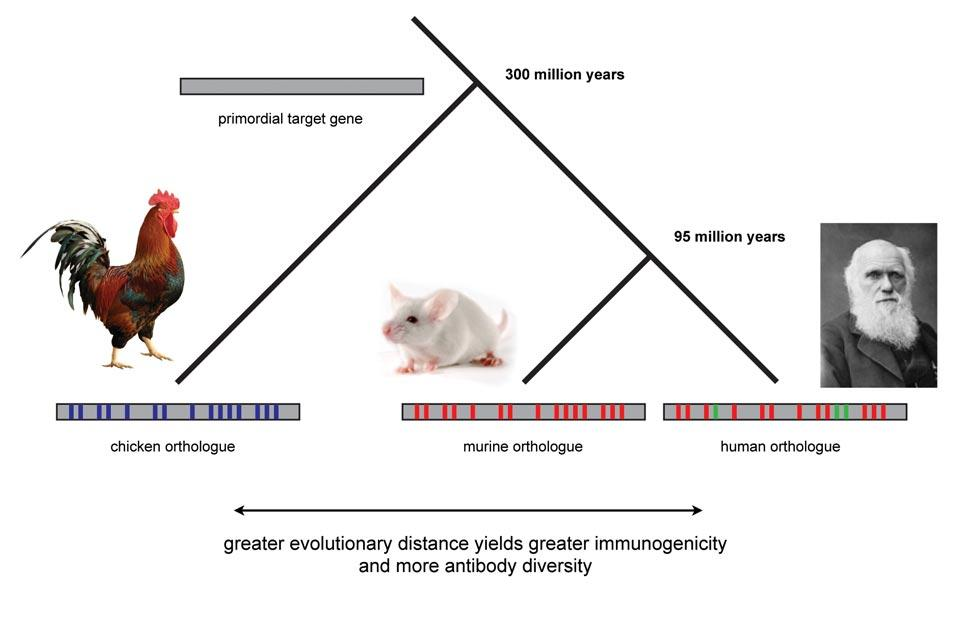 300 million years
primordial target gene
95 million years
chicken orthologue
murine orthologue
human orthologue
greater evolutionary distance yields greater immunogenicity
and more antibody diversity